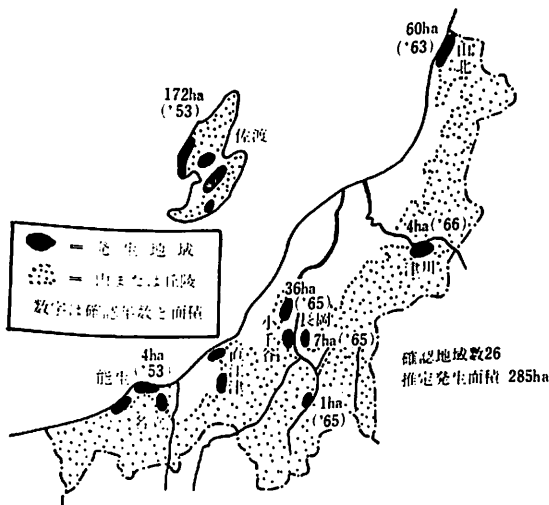 60ha
('63)
山北
172ha
('53)
佐渡
= 発生地域
= 山または丘陵
数字は確認年数と面積
4ha ('66)
津川
36ha
('65)
長岡
小千谷
7ha ('65)
直江津
4ha
('53)
能生
名
1ha
('65)
確認地域数26
推定発生面積 285ha